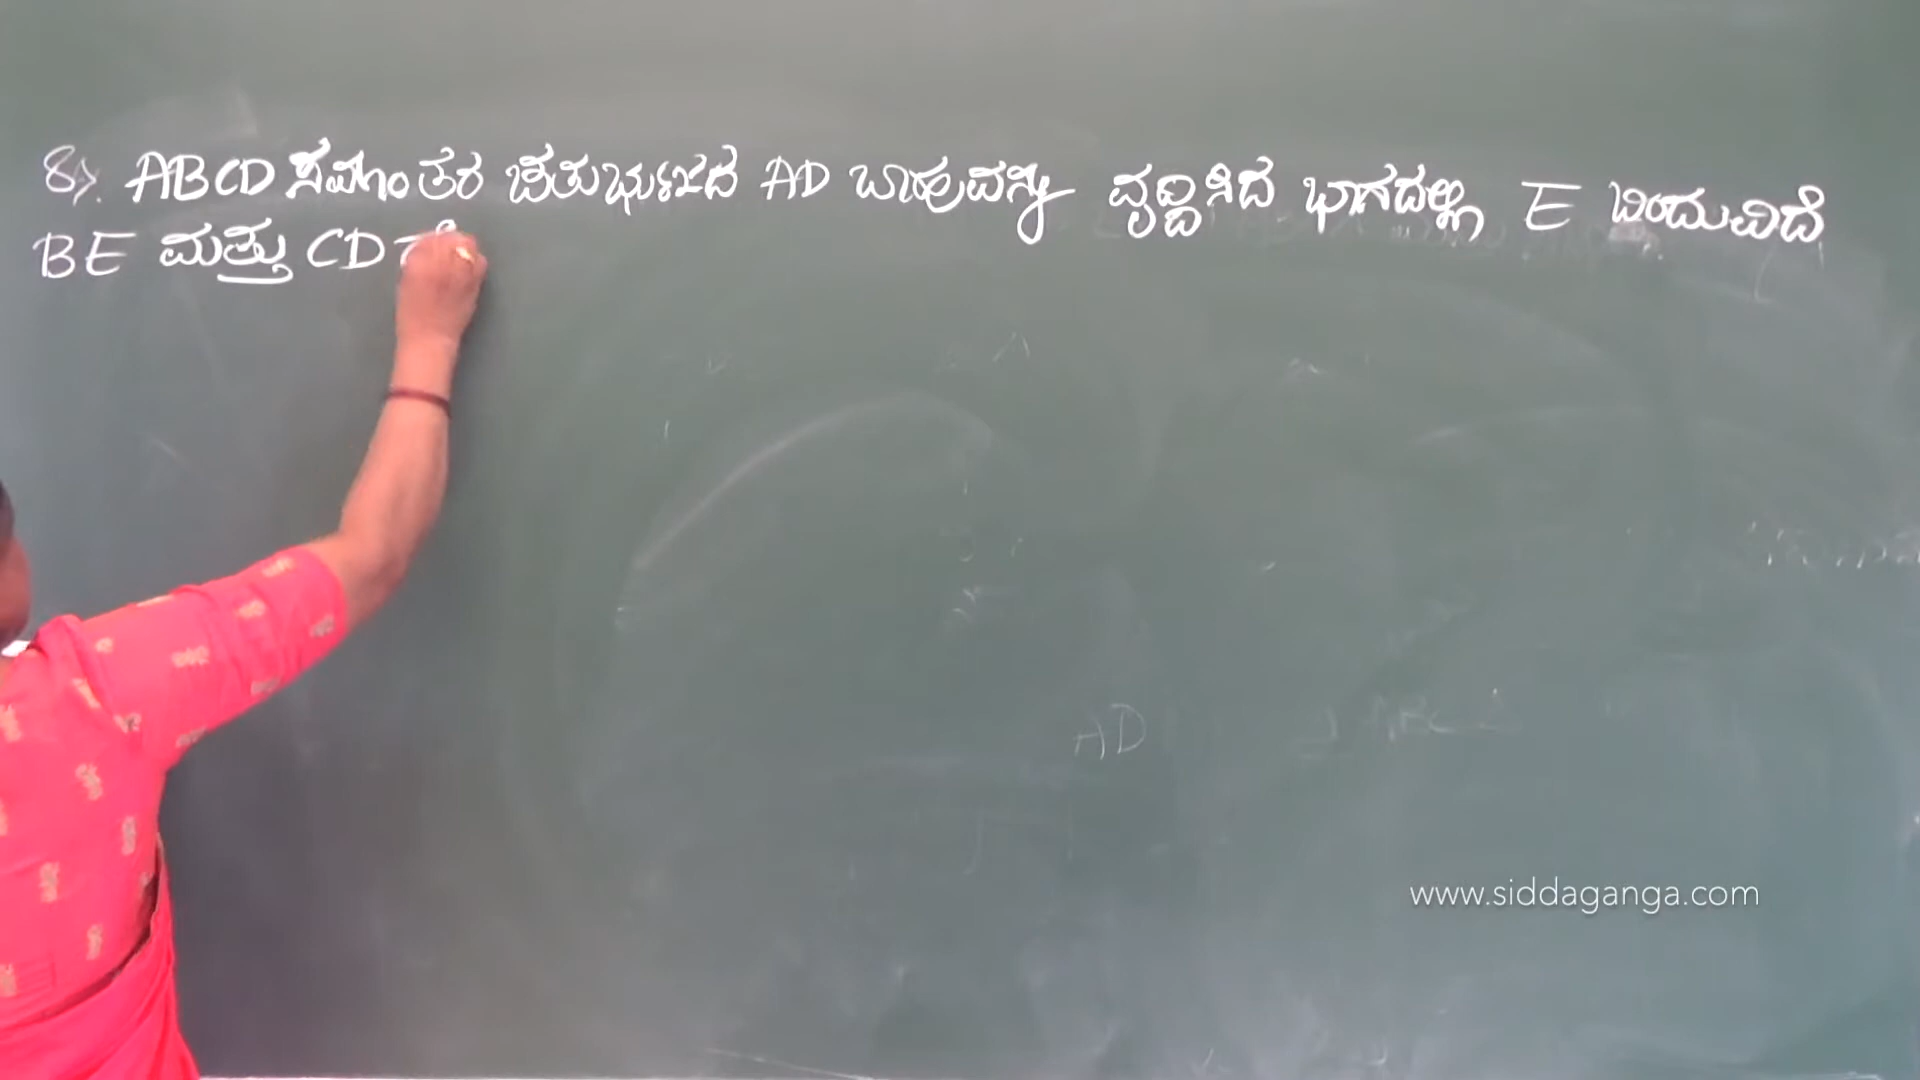 8). ABCD ಸಮಾಂತರ ಚತುರ್ಭುಜದ AD ಬಾಹುವನ್ನು ವೃದ್ಧಿಸಿದ ಭಾಗದಲ್ಲಿ E ಬಿಂದುವಿದೆ
BE ಮತ್ತು CD
AD
www.siddaganga.com